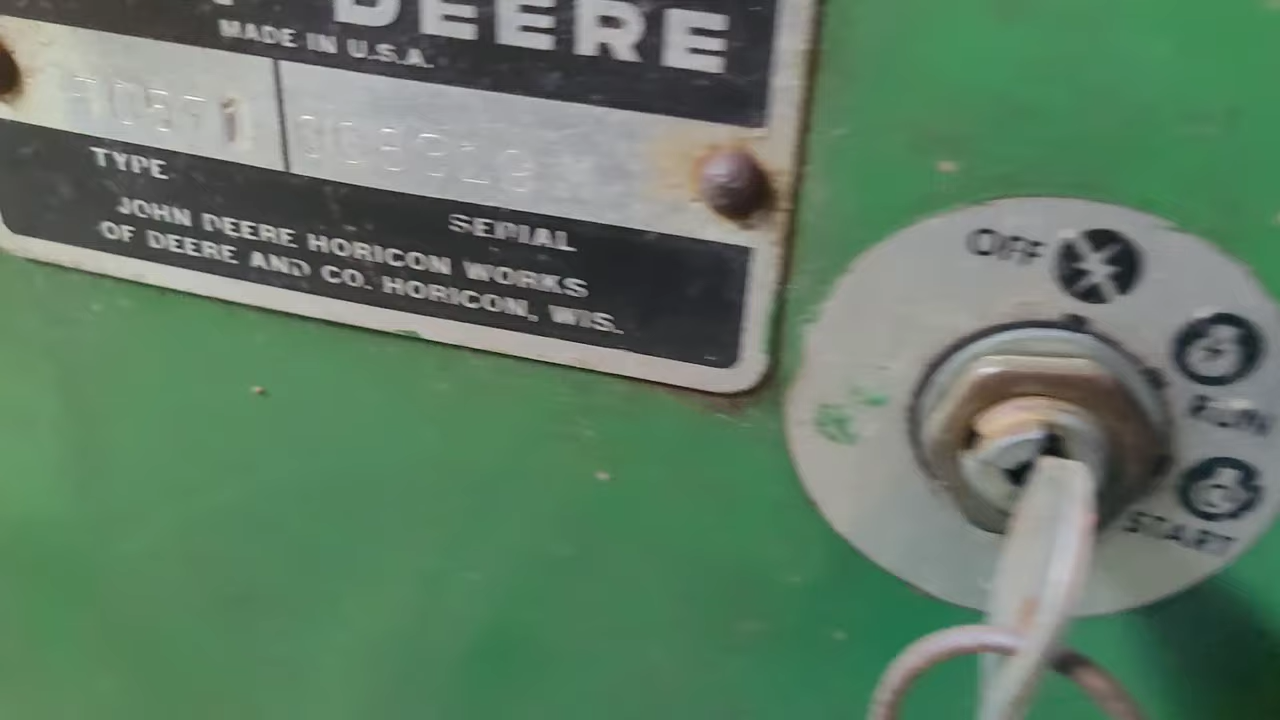 DEERE
MADE IN U.S.A.
TYPE
SERIAL
JOHN DEERE HORICON WORKS
OF DEERE AND CO. HORICON, WIS.
OFF
RUN
START